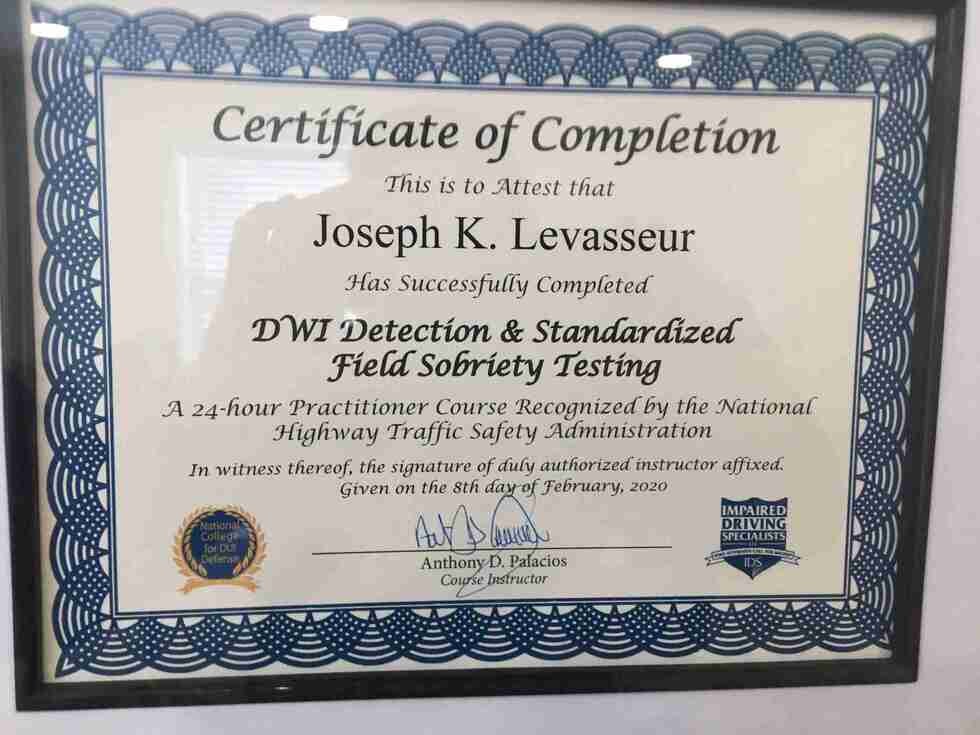 Certificate of Completion
This is to Attest that
Joseph K. Levasseur
Has Successfully Completed
DWI Detection & Standardized
Field Sobriety Testing
A 24-hour Practitioner Course Recognized by the National
Highway Traffic Safety Administration
In witness thereof, the signature of duly authorized instructor affixed.
Given on the 8th day of February, 2020
National
College
for DUI
Defense
Anthony D. Palacios
Course Instructor
IMPAIRED
DRIVING
SPECIALISTS
IDS